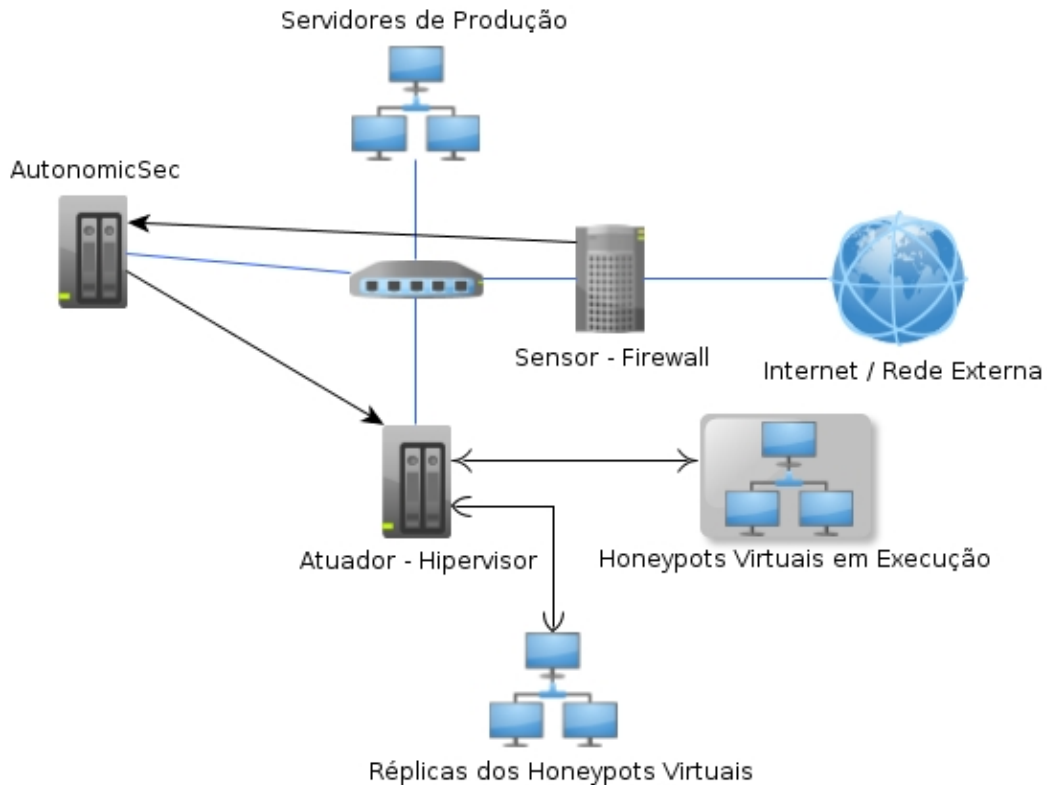 Servidores de Produção
AutonomicSec
Sensor - Firewall
Internet / Rede Externa
Atuador - Hipervisor
Honeypots Virtuais em Execução
Réplicas dos Honeypots Virtuais